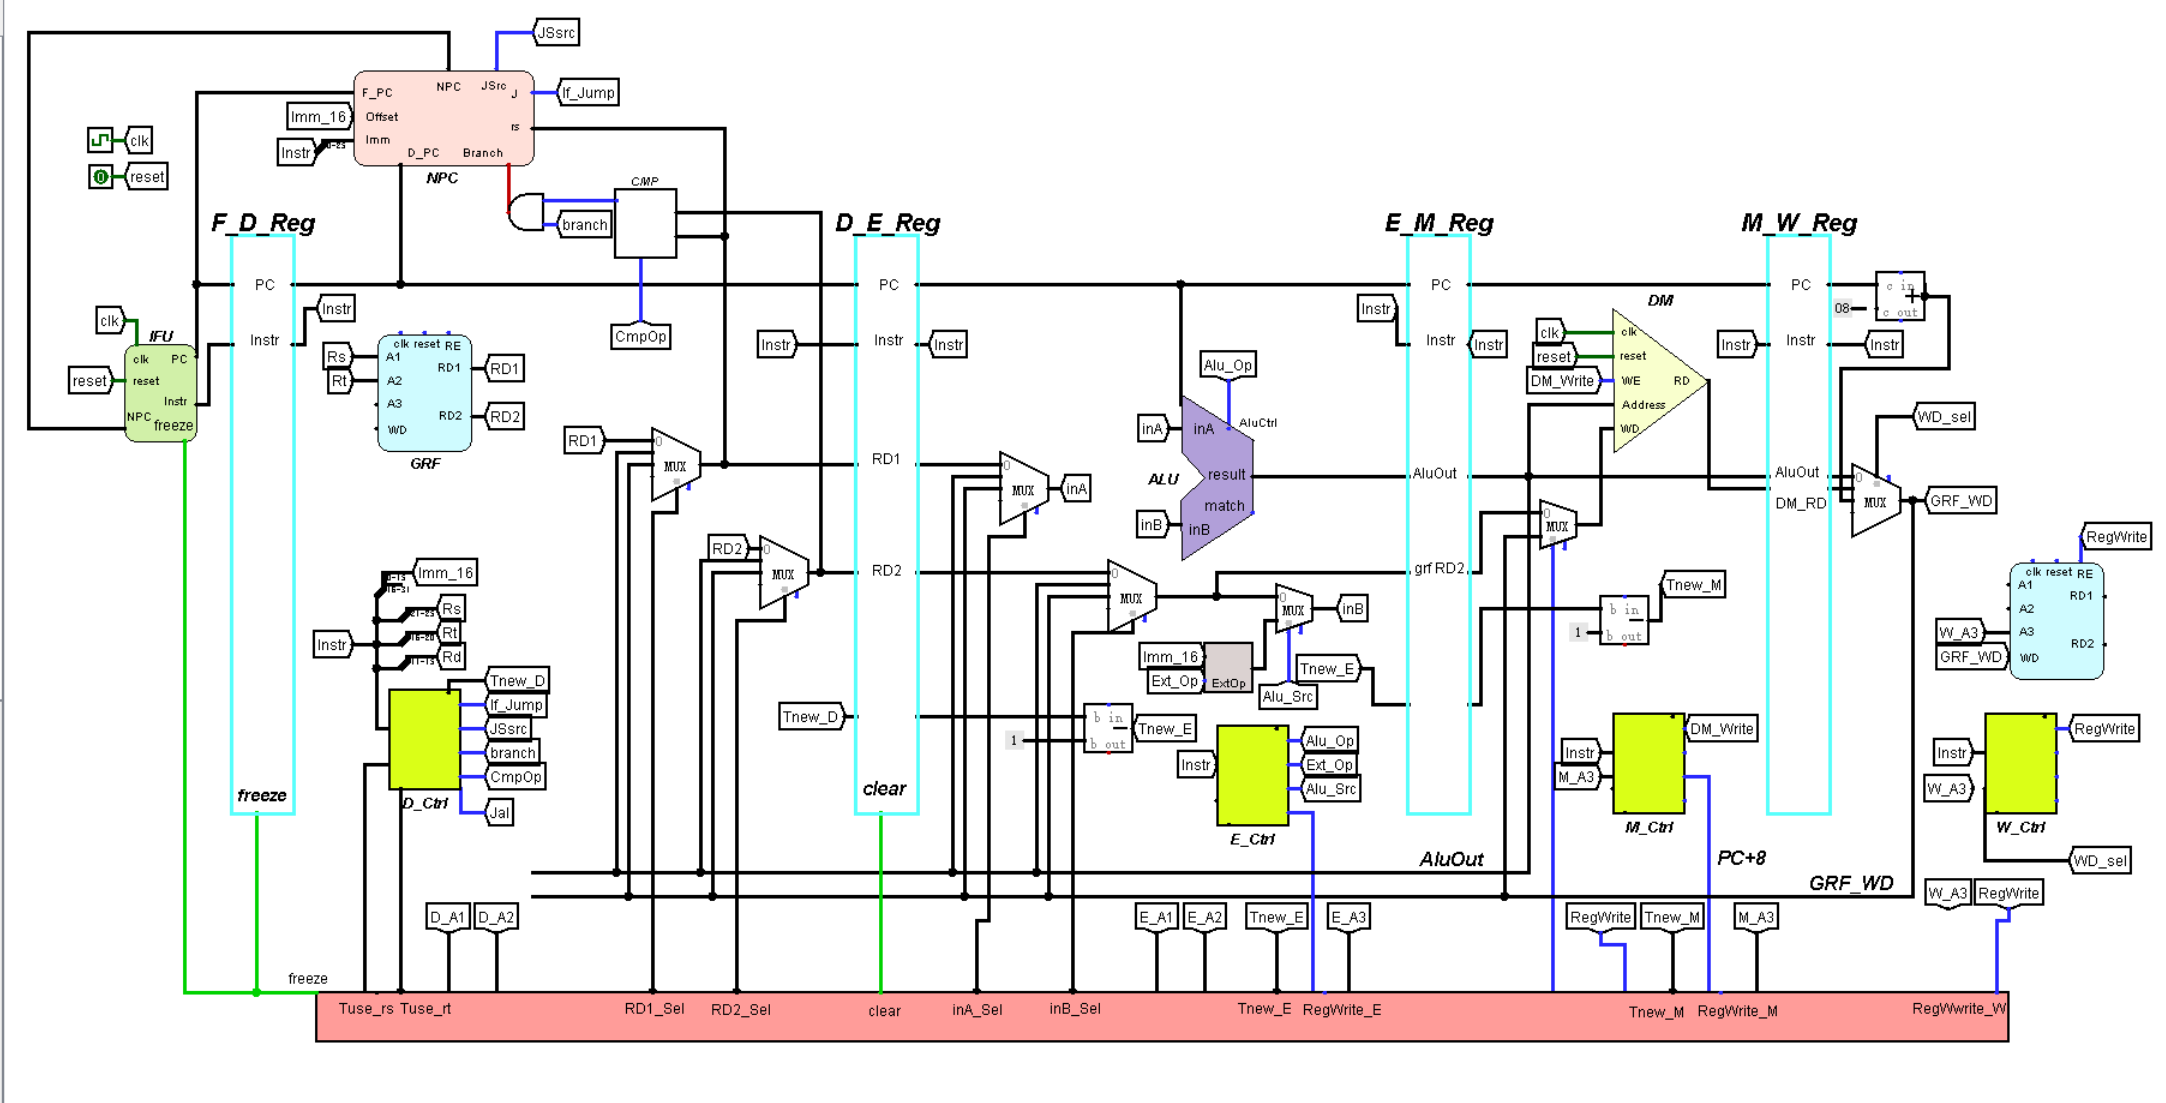 JSsrc
F_PC
NPC
JSrc
J
If_Jump
Imm_16
Offset
rs
Instr
Imm
D_PC
Branch
NPC
clk
reset
CMP
branch
CmpOp
F_D_Reg
D_E_Reg
E_M_Reg
M_W_Reg
PC
Instr
freeze
Instr
clk
IFU
clk
PC
reset
reset
Instr
NPC
freeze
clk reset RE
Rs
A1
RD1
RD1
Rt
A2
A3
RD2
RD2
WD
GRF
Imm_16
Rs
Rt
Rd
Instr
Tnew_D
If_Jump
JSsrc
branch
CmpOp
Jal
D_Ctrl
RD1
MUX
RD2
MUX
PC
Instr
Instr
Instr
RD1
RD2
Tnew_D
clear
MUX
inA
MUX
MUX
inB
Imm_16
Ext_Op
ExtOp
Alu_Src
Tnew_E
b in
b out
1
Tnew_E
Alu_Op
AluCtrl
inA
inA
ALU
result
match
inB
inB
Instr
Alu_Op
Ext_Op
Alu_Src
E_Ctrl
PC
Instr
Instr
Instr
AluOut
grf RD2
DM
clk
clk
reset
reset
DM_Write
WE
RD
Address
WD
MUX
1
b in
b out
Tnew_M
Instr
M_A3
DM_Write
M_Ctrl
PC
Instr
Instr
Instr
AluOut
DM_RD
08
c in
c out
WD_sel
MUX
GRF_WD
RegWrite
clk reset RE
A1
RD1
A2
W_A3
A3
RD2
GRF_WD
WD
Instr
W_A3
RegWrite
W_Ctrl
WD_sel
AluOut
PC+8
GRF_WD
D_A1
D_A2
E_A1
E_A2
Tnew_E
E_A3
RegWrite
Tnew_M
M_A3
W_A3
RegWrite
freeze
Tuse_rs
Tuse_rt
RD1_Sel
RD2_Sel
clear
inA_Sel
inB_Sel
Tnew_E
RegWrite_E
Tnew_M
RegWrite_M
RegWwrite_W